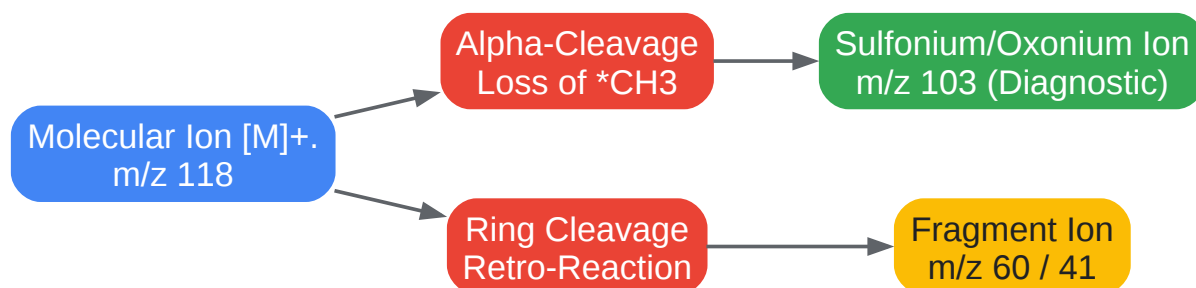 Molecular Ion [M]+.
m/z 118
Alpha-Cleavage
Loss of *CH3
Sulfonium/Oxonium Ion
m/z 103 (Diagnostic)
Ring Cleavage
Retro-Reaction
Fragment Ion
m/z 60 / 41